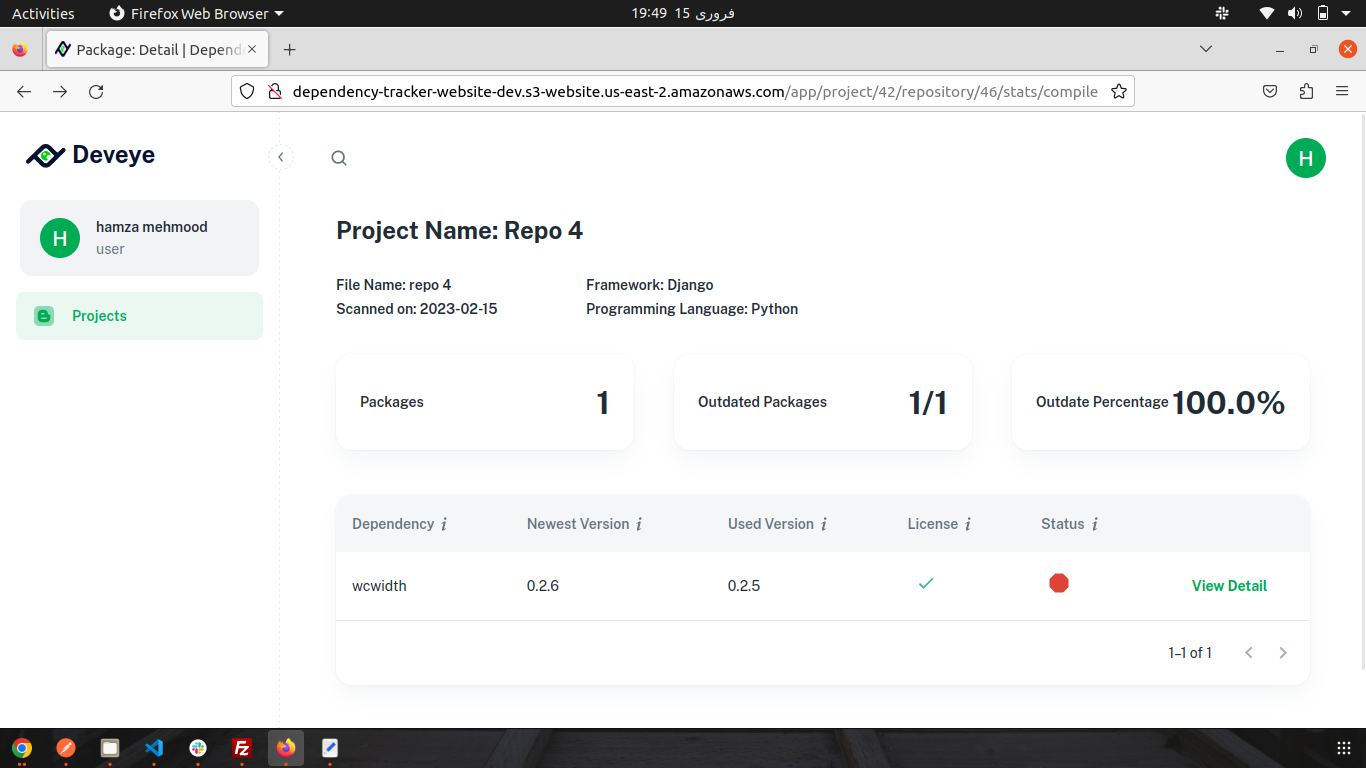 Activities Firefox Web Browser 19:49 15 فروری
Package: Detail | Depend
dependency-tracker-website-dev.s3-website.us-east-2.amazonaws.com/app/project/42/repository/46/stats/compile
Deveye
H
H
hamza mehmood
user
Projects
Project Name: Repo 4
File Name: repo 4 Framework: Django
Scanned on: 2023-02-15 Programming Language: Python
Packages 1 Outdated Packages 1/1 Outdate Percentage 100.0%
Dependency i Newest Version i Used Version i License i Status i
wcwidth 0.2.6 0.2.5 View Detail
1–1 of 1